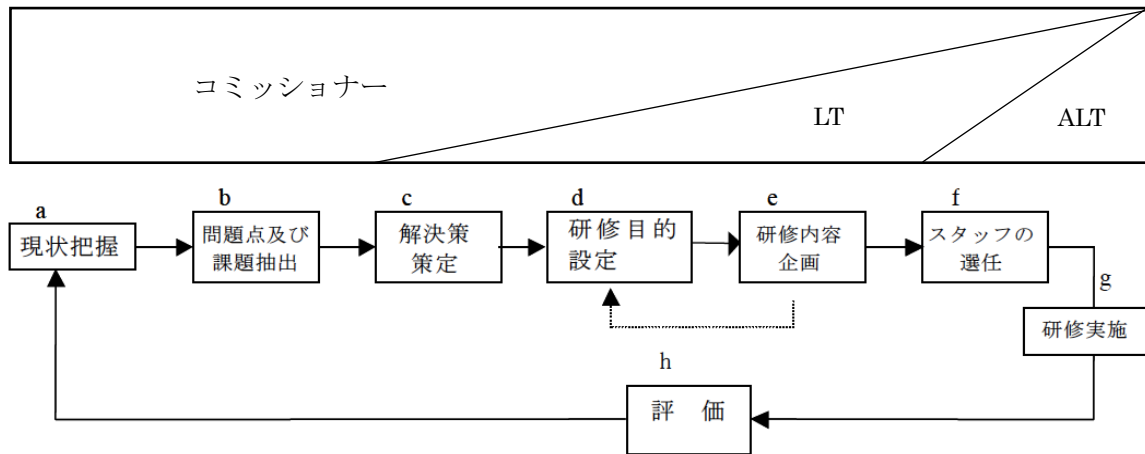 コミッショナー
LT
ALT
a
現状把握
b
問題点及び
課題抽出
c
解決策
策定
d
研修目的
設定
e
研修内容
企画
f
スタッフの
選任
g
研修実施
h
評 価